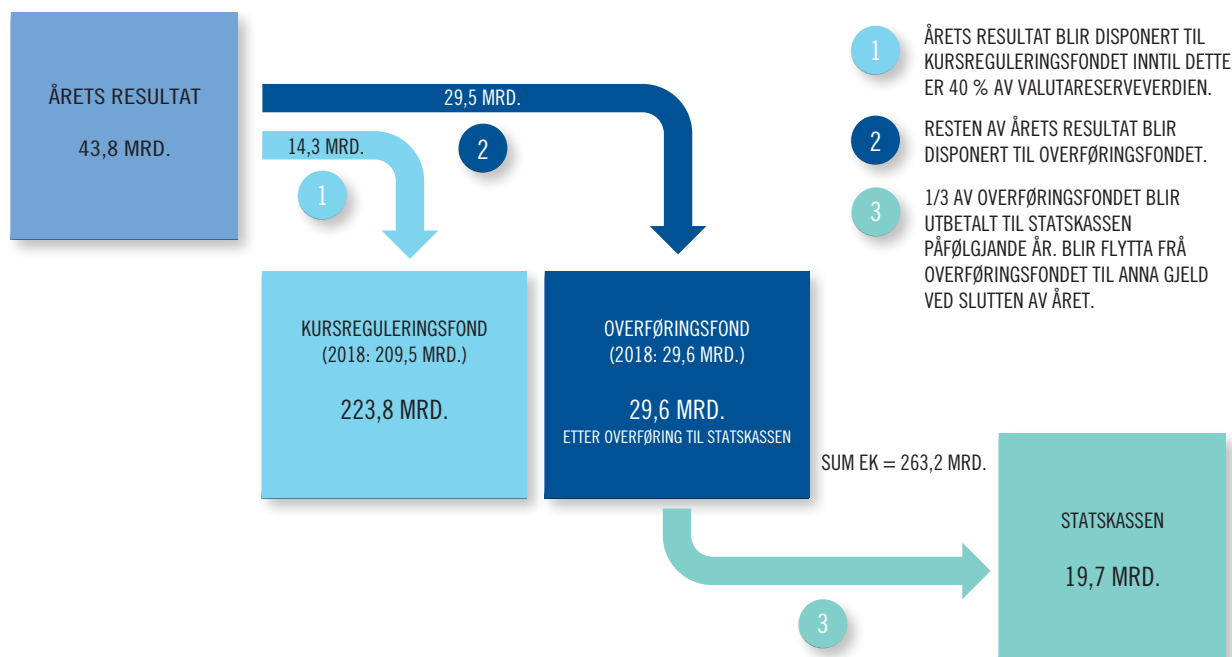 ÅRETS RESULTAT
43,8 MRD.
29,5 MRD.
2
14,3 MRD.
1
KURSREGULERINGSFOND
(2018: 209,5 MRD.)
223,8 MRD.
OVERFØRINGSFOND
(2018: 29,6 MRD.)
29,6 MRD.
ETTER OVERFØRING TIL STATSKASSEN
SUM EK = 263,2 MRD.
3
STATSKASSEN
19,7 MRD.
1
ÅRETS RESULTAT BLIR DISPONERT TIL
KURSREGULERINGSFONDET INNTIL DETTE
ER 40 % AV VALUTARESERVEVERDIEN.
2
RESTEN AV ÅRETS RESULTAT BLIR
DISPONERT TIL OVERFØRINGSFONDET.
3
1/3 AV OVERFØRINGSFONDET BLIR
UTBETALT TIL STATSKASSEN
PÅFØLGJANDE ÅR. BLIR FLYTTA FRÅ
OVERFØRINGSFONDET TIL ANNA GJELD
VED SLUTTEN AV ÅRET.